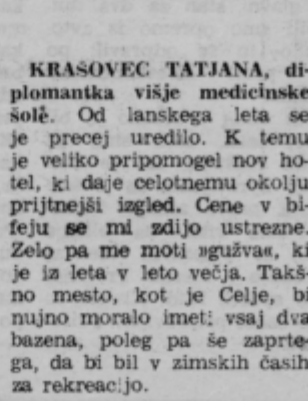 KRAŠOVEC TATJANA, di-
plomantka višje medicinske
šole. Od lanskega leta se
je precej uredilo. K temu
je veliko pripomogel nov ho-
tel, ki daje celotnemu okolju
prijtnejši izgled. Cene v bi-
feju se mi zdijo ustrezne.
Zelo pa me moti »gužva«, ki
je iz leta v leto večja. Takš-
no mesto, kot je Celje, bi
nujno moralo imeti vsaj dva
bazena, poleg pa še zaprte-
ga, da bi bil v zimskih časih
za rekreacijo.